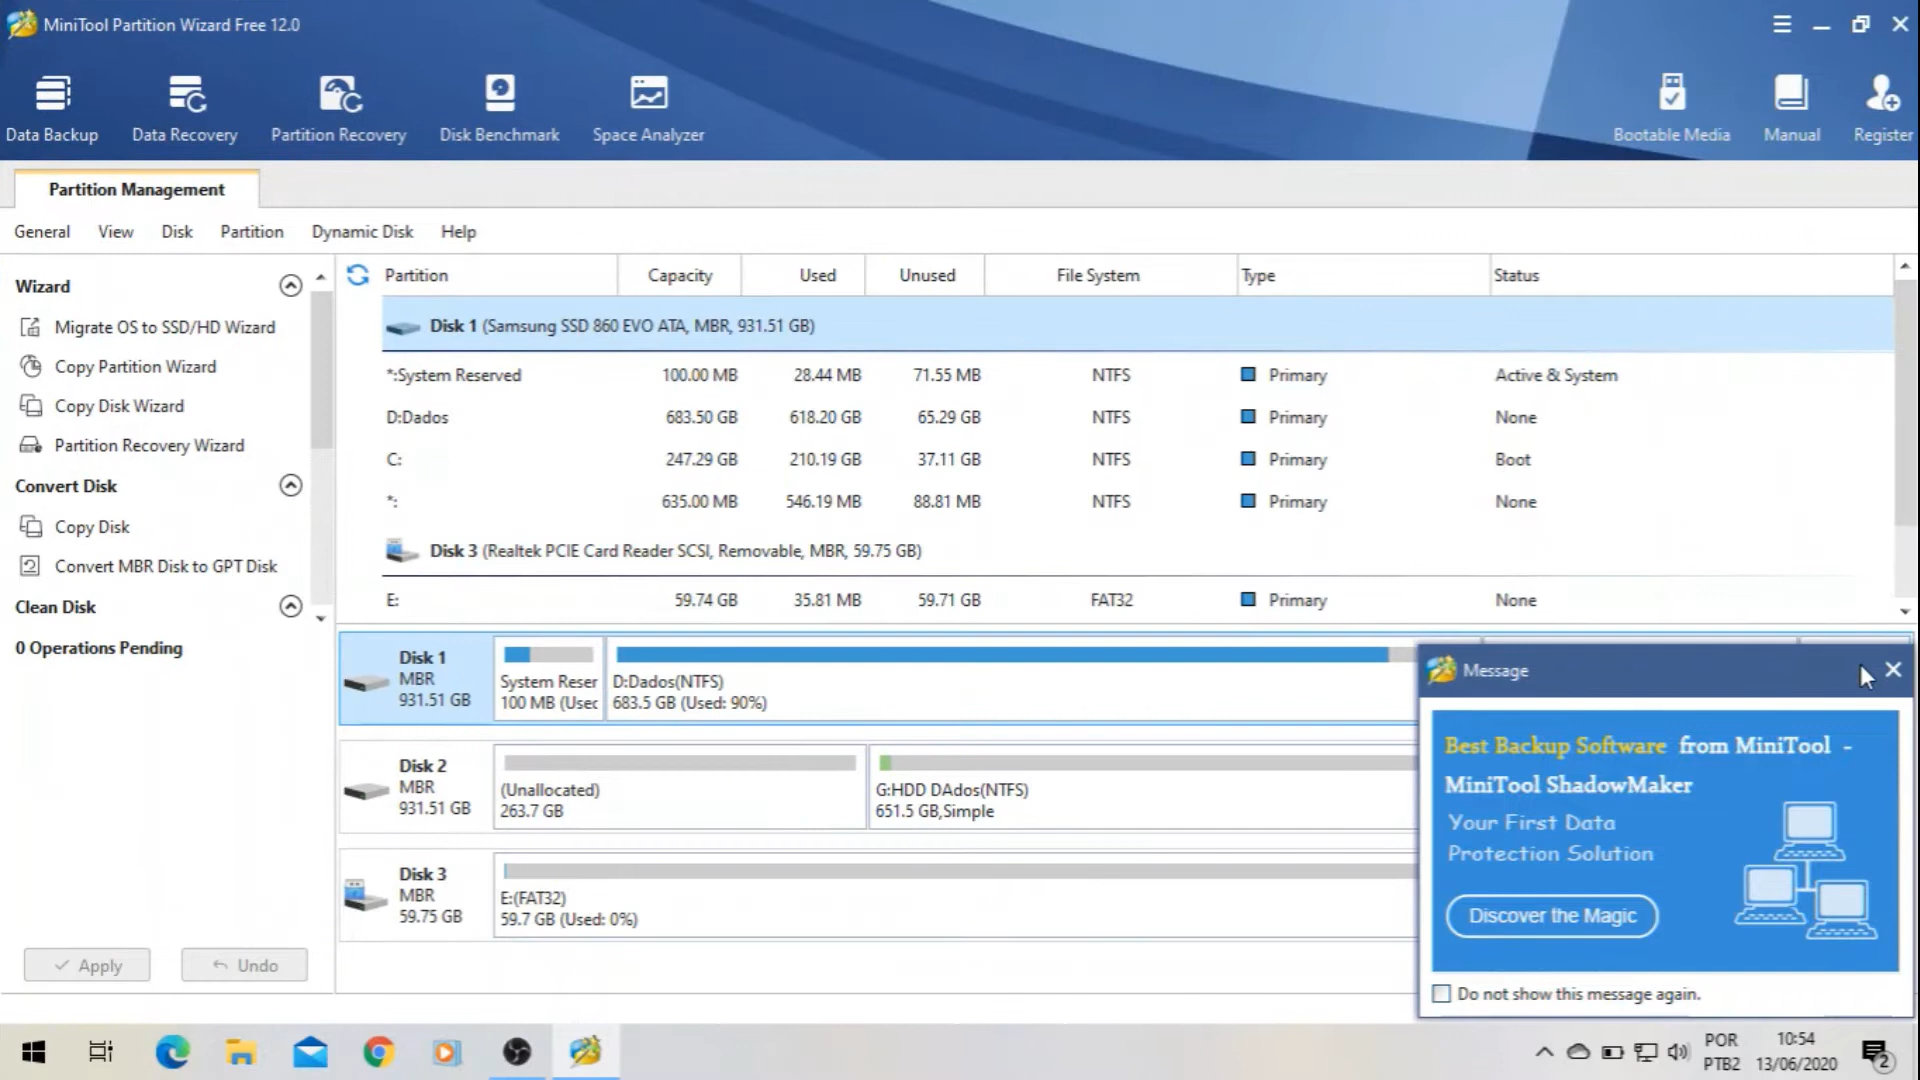 MiniTool Partition Wizard Free 12.0
Data Backup
Data Recovery
Partition Recovery
Disk Benchmark
Space Analyzer
Bootable Media
Manual
Register
Partition Management
General View Disk Partition Dynamic Disk Help
Wizard
Migrate OS to SSD/HD Wizard
Copy Partition Wizard
Copy Disk Wizard
Partition Recovery Wizard
Convert Disk
Copy Disk
Convert MBR Disk to GPT Disk
Clean Disk
0 Operations Pending
Apply
Undo
Partition Capacity Used Unused File System Type Status
Disk 1 (Samsung SSD 860 EVO ATA, MBR, 931.51 GB)
*:System Reserved 100.00 MB 28.44 MB 71.55 MB NTFS Primary Active & System
D:Dados 683.50 GB 618.20 GB 65.29 GB NTFS Primary None
C: 247.29 GB 210.19 GB 37.11 GB NTFS Primary Boot
*: 635.00 MB 546.19 MB 88.81 MB NTFS Primary None
Disk 3 (Realtek PCIE Card Reader SCSI, Removable, MBR, 59.75 GB)
E: 59.74 GB 35.81 MB 59.71 GB FAT32 Primary None
Disk 1
MBR
931.51 GB
System Reser
100 MB (Usec
D:Dados(NTFS)
683.5 GB (Used: 90%)
Disk 2
MBR
931.51 GB
(Unallocated)
263.7 GB
G:HDD DAdos(NTFS)
651.5 GB,Simple
Disk 3
MBR
59.75 GB
E:(FAT32)
59.7 GB (Used: 0%)
Message
Best Backup Software from MiniTool -
MiniTool ShadowMaker
Your First Data
Protection Solution
Discover the Magic
Do not show this message again.
POR
PTB2
10:54
13/06/2020
2